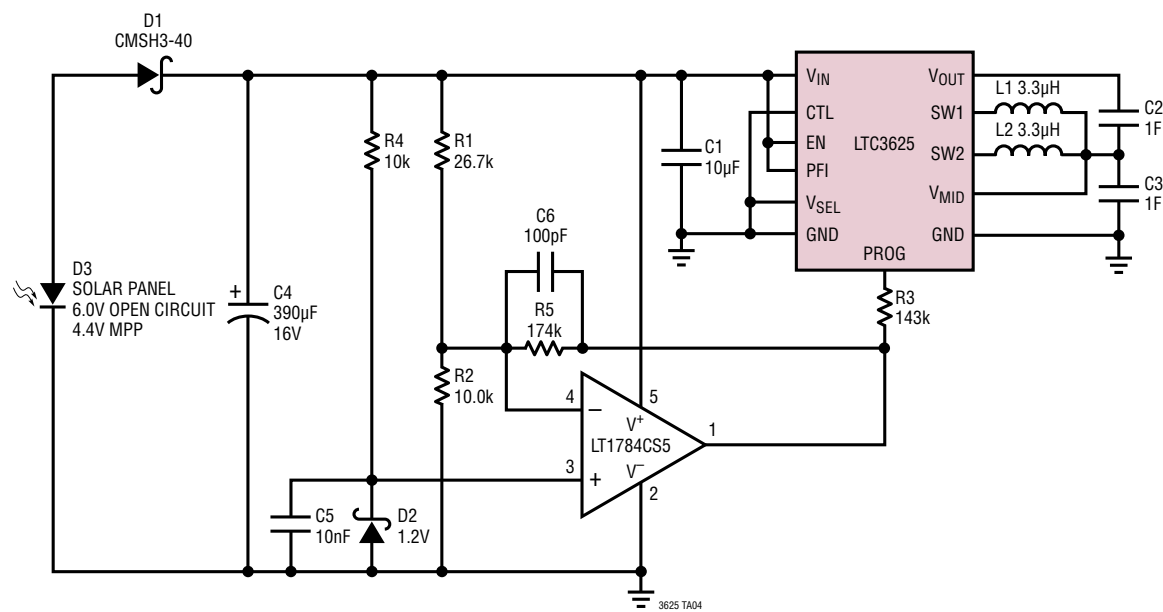 D1
CMSH3-40
R4
10k
R1
26.7k
C1
10µF
VIN
CTL
EN
PFI
VSEL
GND
LTC3625
PROG
VOUT
SW1
SW2
VMID
GND
L1 3.3µH
L2 3.3µH
C2
1F
C3
1F
C6
100pF
R5
174k
R3
143k
D3
SOLAR PANEL
6.0V OPEN CIRCUIT
4.4V MPP
+
C4
390µF
16V
R2
10.0k
4
–
5
V+
LT1784CS5
1
3
+
V–
2
C5
10nF
D2
1.2V
3625 TA04